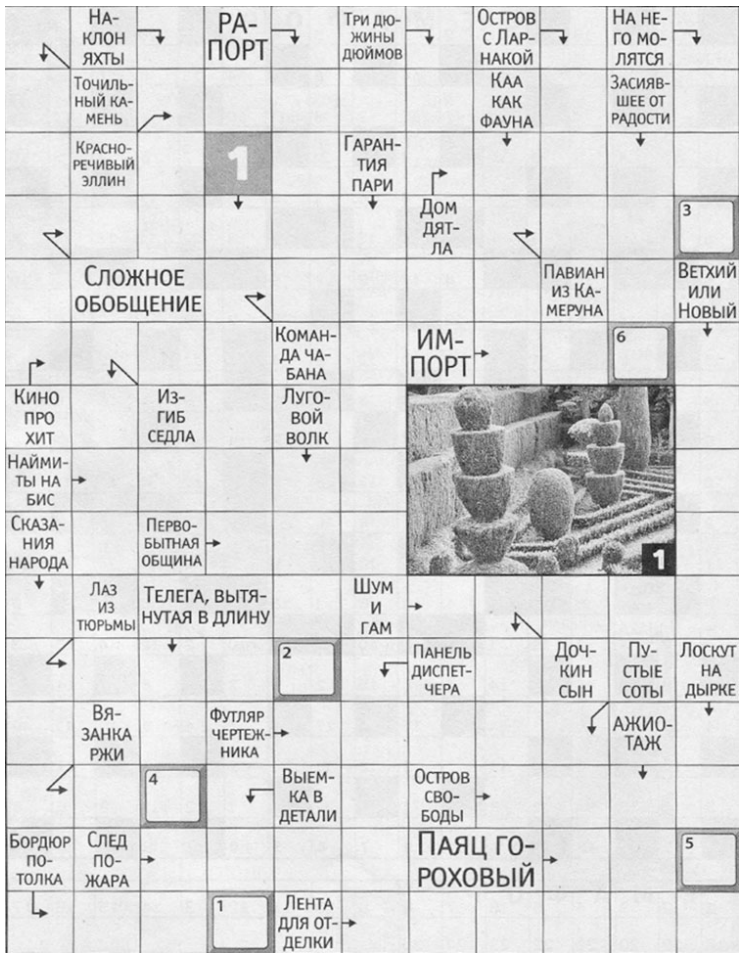 НА-
КЛОН
ЯХТЫ
РА-
ПОРТ
ТРИ ДЮ-
ЖИНЫ
ДЮЙМОВ
ОСТРОВ
С ЛАР-
НАКОЙ
НА НЕ-
ГО МО-
ЛЯТСЯ
ТОЧИЛЬ-
НЫЙ КА-
МЕНЬ
КАА
КАК
ФАУНА
ЗАСИЯВ-
ШЕЕ ОТ
РАДОСТИ
КРАСНО-
РЕЧИВЫЙ
ЭЛЛИН
1
ГАРАН-
ТИЯ
ПАРИ
ДОМ
ДЯТ-
ЛА
3
СЛОЖНОЕ
ОБОБЩЕНИЕ
ПАВИАН
ИЗ КА-
МЕРУНА
ВЕТХИЙ
ИЛИ
НОВЫЙ
КОМАН-
ДА ЧА-
БАНА
ИМ-
ПОРТ
6
КИНО
ПРО
ХИТ
ИЗ-
ГИБ
СЕДЛА
ЛУГО-
ВОЙ
ВОЛК
НАЙМИ-
ТЫ НА
БИС
СКАЗА-
НИЯ
НАРОДА
ПЕРВО-
БЫТНАЯ
ОБЩИНА
1
ЛАЗ
ИЗ
ТЮРЬМЫ
ТЕЛЕГА, ВЫТЯ-
НУТАЯ В ДЛИНУ
ШУМ
И
ГАМ
2
ПАНЕЛЬ
ДИСПЕТ-
ЧЕРА
ДОЧ-
КИН
СЫН
ПУ-
СТЫЕ
СОТЫ
ЛОСКУТ
НА
ДЫРКЕ
ВЯ-
ЗАНКА
РЖИ
ФУТЛЯР
ЧЕРТЕЖ-
НИКА
АЖИО-
ТАЖ
4
ВЫЕМ-
КА В
ДЕТАЛИ
ОСТРОВ
СВО-
БОДЫ
БОРДЮР
ПО-
ТОЛКА
СЛЕД
ПО-
ЖАРА
ПАЯЦ ГО-
РОХОВЫЙ
5
1
ЛЕНТА
ДЛЯ ОТ-
ДЕЛКИ